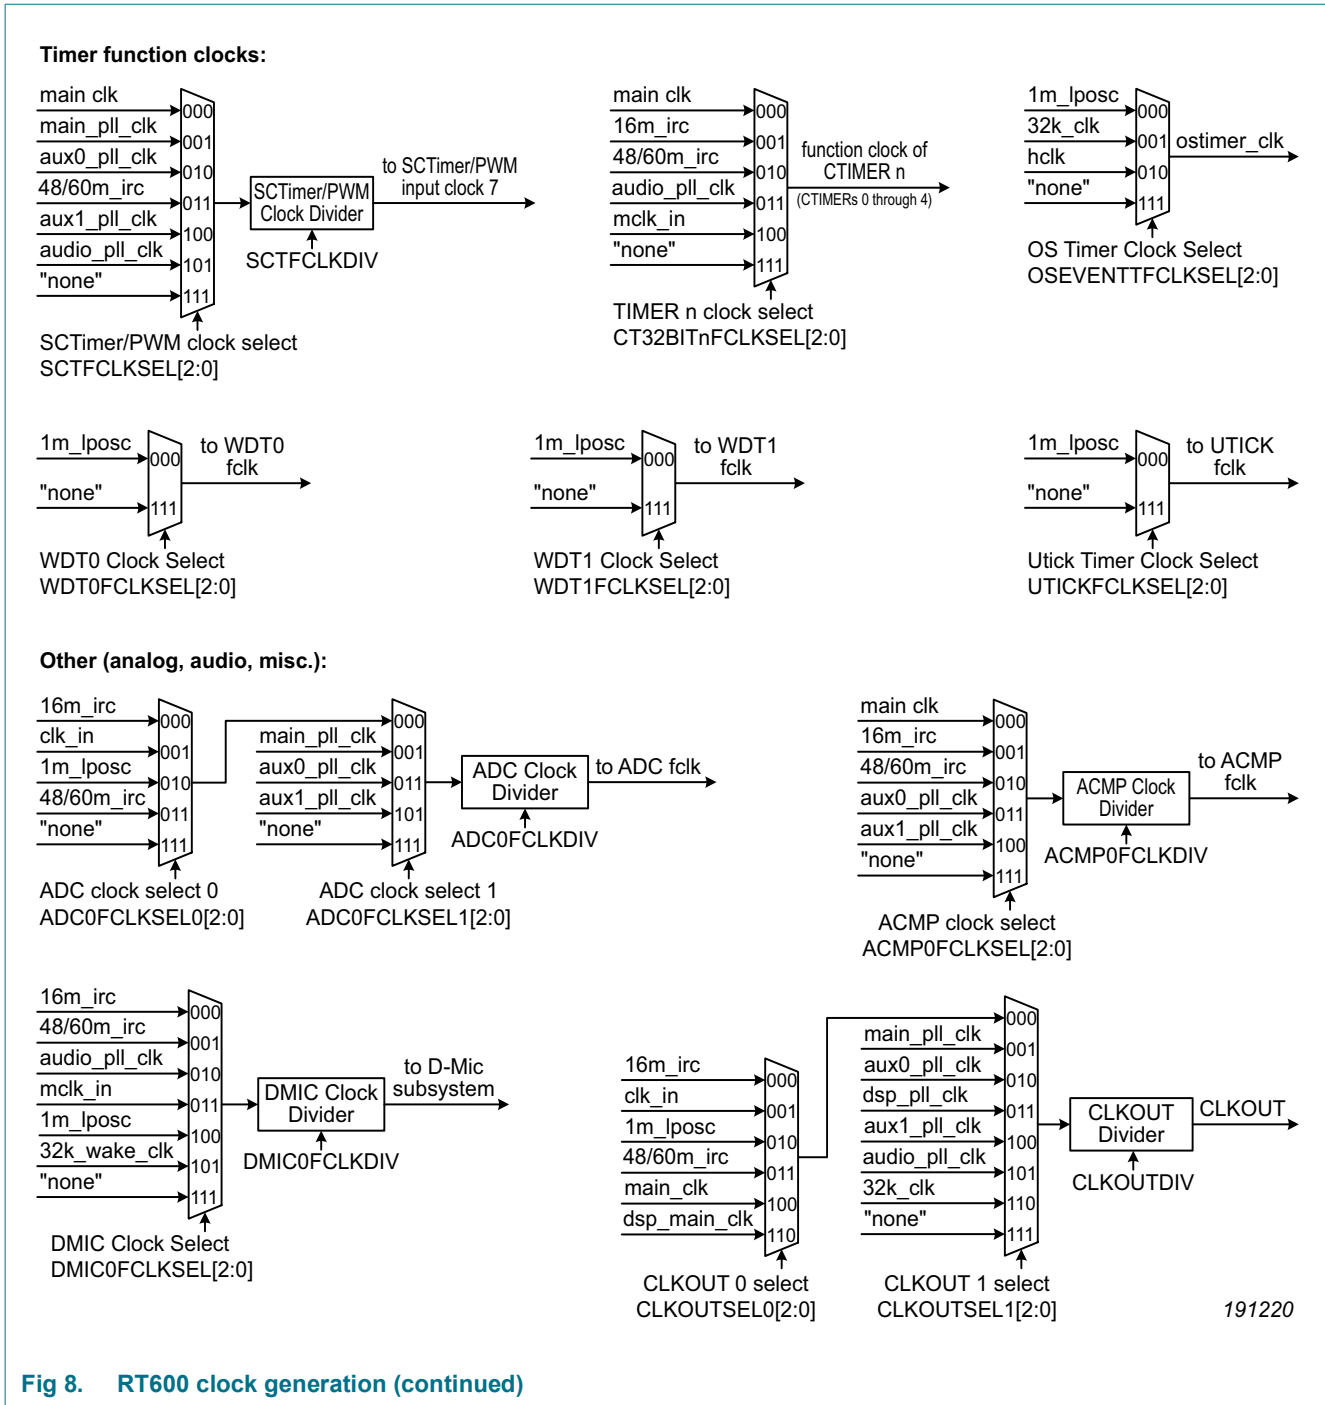 Timer function clocks:
main clk
000
main_pll_clk
001
aux0_pll_clk
010
48/60m_irc
011
aux1_pll_clk
100
audio_pll_clk
101
"none"
111
SCTimer/PWM
Clock Divider
to SCTimer/PWM
input clock 7
SCTFCLKDIV
SCTimer/PWM clock select
SCTFCLKSEL[2:0]
main clk
000
16m_irc
001
48/60m_irc
010
audio_pll_clk
011
mclk_in
100
"none"
111
function clock of
CTIMER n
(CTIMERs 0 through 4)
TIMER n clock select
CT32BITnFCLKSEL[2:0]
1m_lposc
000
32k_clk
001
hclk
010
"none"
111
ostimer_clk
OS Timer Clock Select
OSEVENTTFCLKSEL[2:0]
1m_lposc
000
"none"
111
to WDT0
fclk
WDT0 Clock Select
WDT0FCLKSEL[2:0]
1m_lposc
000
"none"
111
to WDT1
fclk
WDT1 Clock Select
WDT1FCLKSEL[2:0]
1m_lposc
000
"none"
111
to UTICK
fclk
Utick Timer Clock Select
UTICKFCLKSEL[2:0]
Other (analog, audio, misc.):
16m_irc
000
clk_in
001
1m_lposc
010
48/60m_irc
011
"none"
111
ADC clock select 0
ADC0FCLKSEL0[2:0]
000
main_pll_clk
001
aux0_pll_clk
011
aux1_pll_clk
101
"none"
111
ADC clock select 1
ADC0FCLKSEL1[2:0]
ADC Clock
Divider
to ADC fclk
ADC0FCLKDIV
main clk
000
16m_irc
001
48/60m_irc
010
aux0_pll_clk
011
aux1_pll_clk
100
"none"
111
ACMP Clock
Divider
to ACMP
fclk
ACMP0FCLKDIV
ACMP clock select
ACMP0FCLKSEL[2:0]
16m_irc
000
48/60m_irc
001
audio_pll_clk
010
mclk_in
011
1m_lposc
100
32k_wake_clk
101
"none"
111
DMIC Clock
Divider
to D-Mic
subsystem
DMIC0FCLKDIV
DMIC Clock Select
DMIC0FCLKSEL[2:0]
16m_irc
000
clk_in
001
1m_lposc
010
48/60m_irc
011
main_clk
100
dsp_main_clk
110
CLKOUT 0 select
CLKOUTSEL0[2:0]
000
main_pll_clk
001
aux0_pll_clk
010
dsp_pll_clk
011
aux1_pll_clk
100
audio_pll_clk
101
32k_clk
110
"none"
111
CLKOUT 1 select
CLKOUTSEL1[2:0]
CLKOUT
Divider
CLKOUT
CLKOUTDIV
191220
Fig 8. RT600 clock generation (continued)